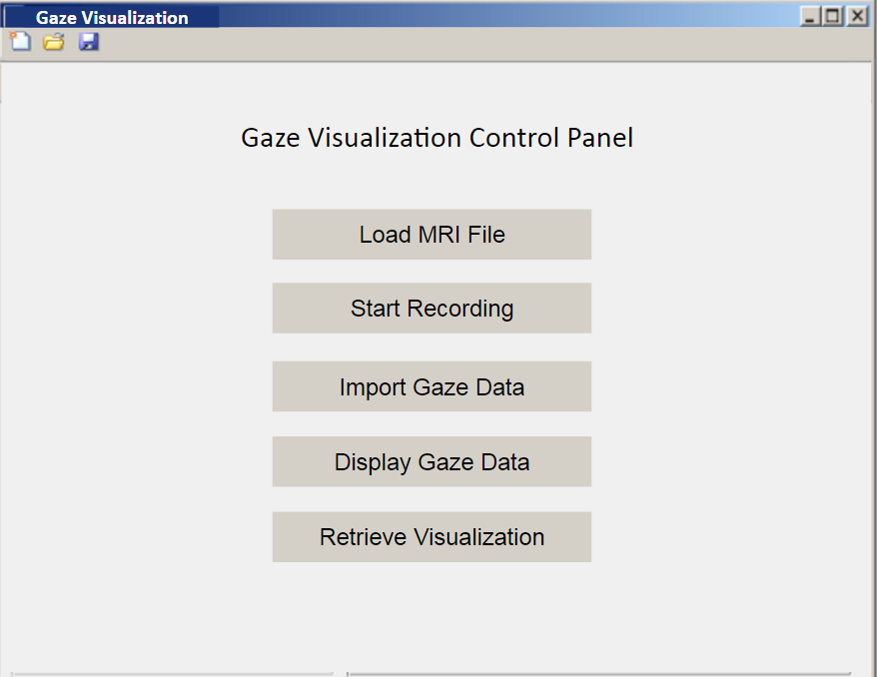 Gaze Visualization
Gaze Visualization Control Panel
Load MRI File
Start Recording
Import Gaze Data
Display Gaze Data
Retrieve Visualization